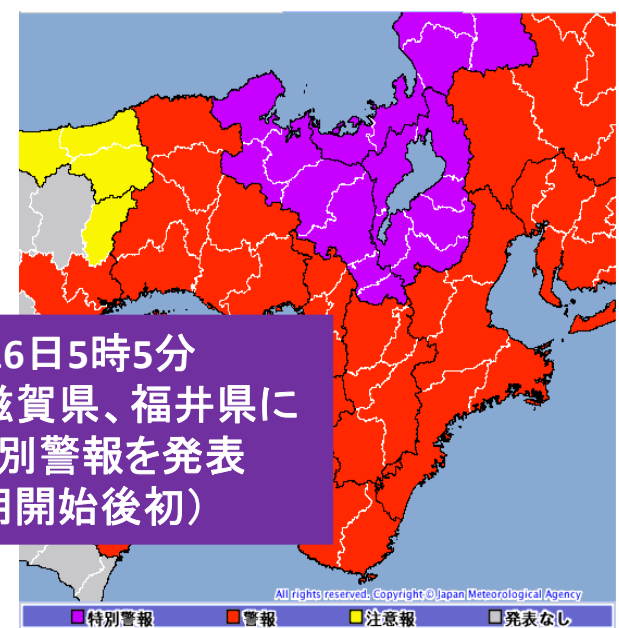 6日5時5分
滋賀県、福井県に
別警報を発表
開始後初）
All rights reserved. Copyright © Japan Meteorological Agency
特別警報 警報 注意報 発表なし